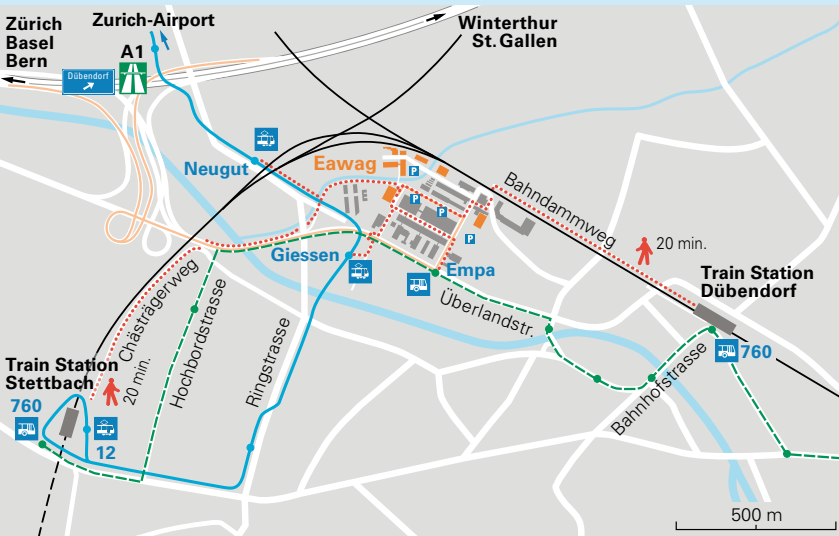 Zürich
Basel
Bern
Zurich-Airport
A1
Dübendorf
Winterthur
St. Gallen
Neugut
Eawag
P
P
P
P
Bahndammweg
20 min.
Giessen
Empa
Train Station
Dübendorf
Überlandstr.
Chästrägerweg
Hochbordstrasse
Ringstrasse
Train Station
Stettbach
20 min.
760
12
Bahnhofstrasse
760
500 m